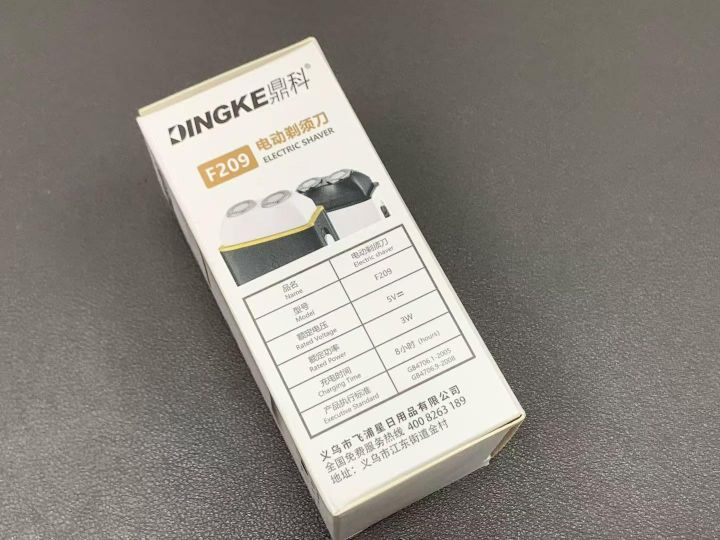 DINGKE鼎科®
F209 电动剃须刀
ELECTRIC SHAVER
品名 电动剃须刀
Name Electric shaver
型号 F209
Model
额定电压 5V⎓
Rated Voltage
额定功率 3W
Rated Power
充电时间 8小时 (hours)
Charging Time
产品执行标准 GB4706.1-2005
Executive Standard GB4706.9-2008
义乌市飞浦星日用品有限公司
全国免费服务热线 400 8263 189
地址：义乌市江东街道金村